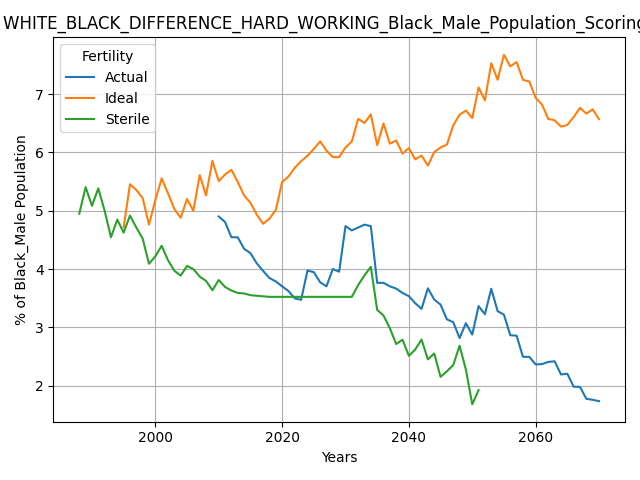 WHITE_BLACK_DIFFERENCE_HARD_WORKING_Black_Male_Population_Scoring
Fertility
Actual
Ideal
Sterile
% of Black_Male Population
7
6
5
4
3
2
2000 2020 2040 2060
Years